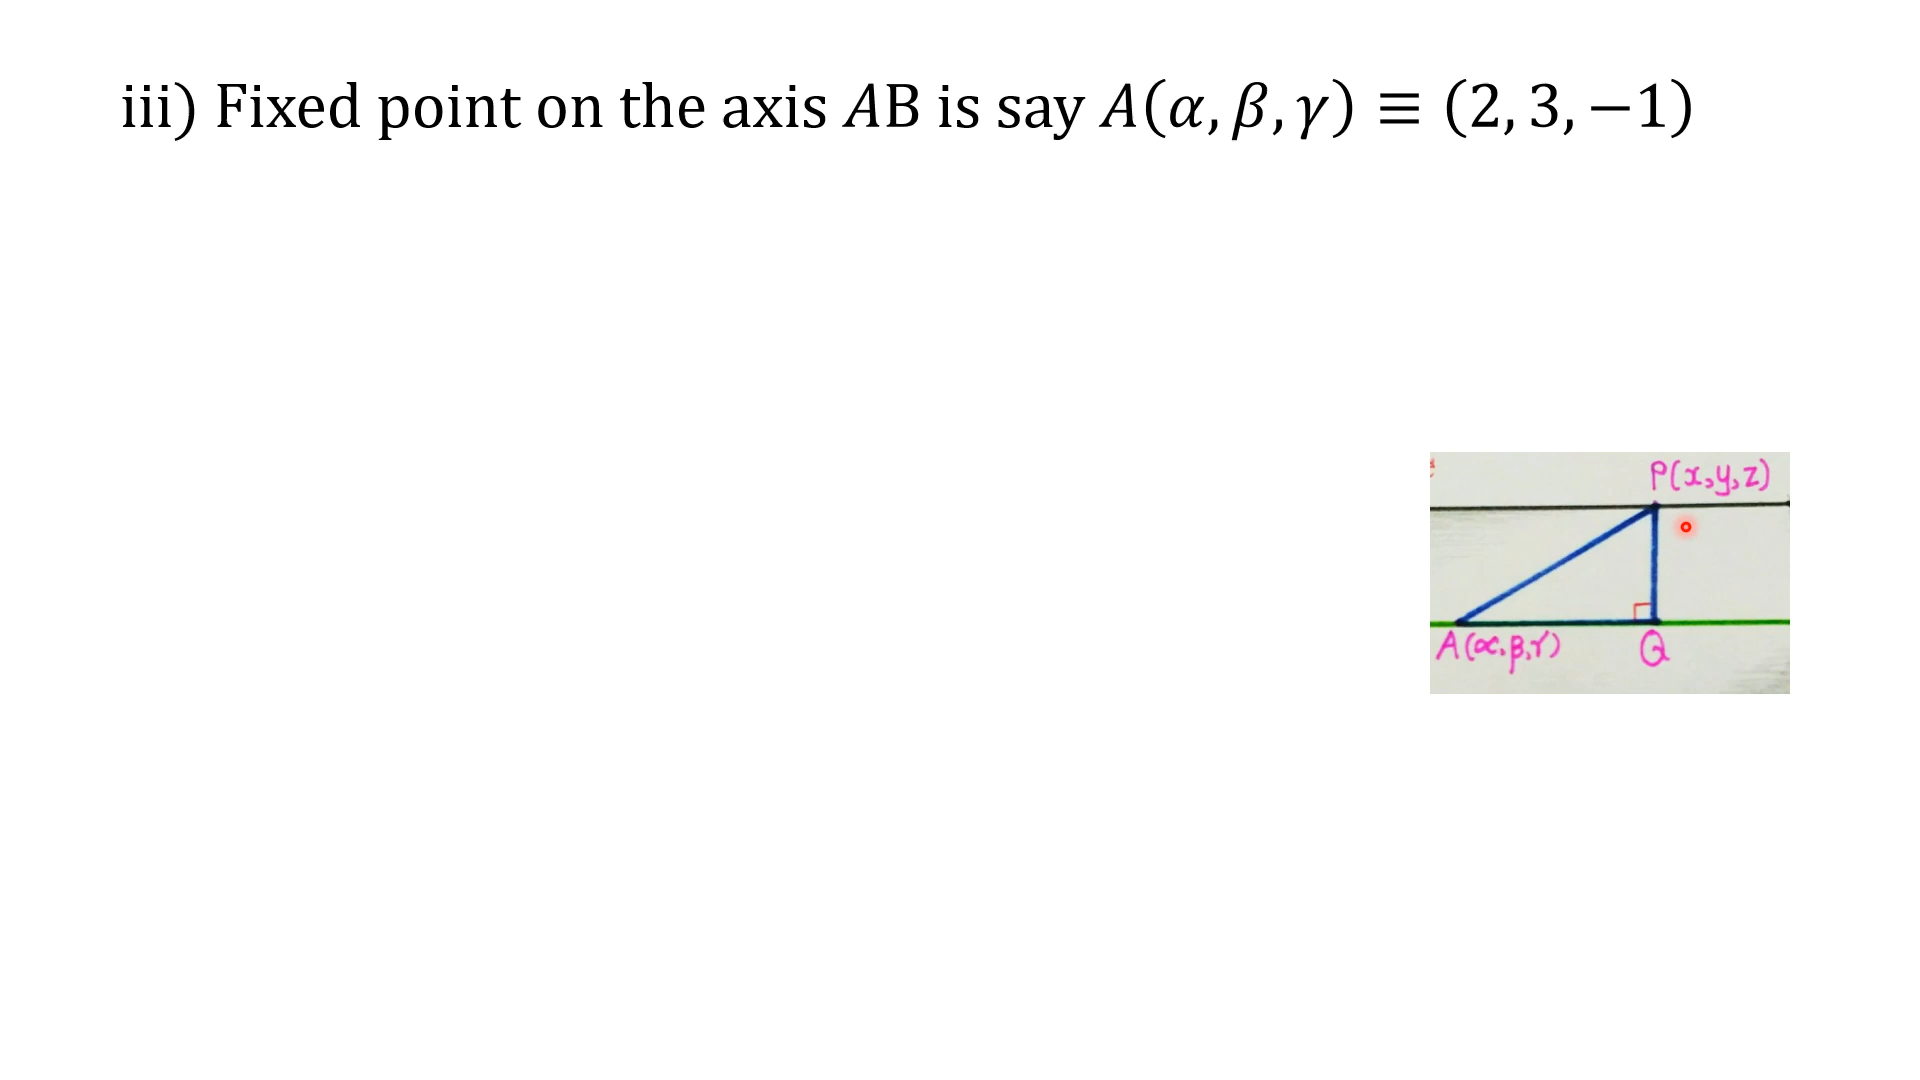 iii) Fixed point on the axis AB is say A(α, β, γ) ≡ (2, 3, −1)
P(x,y,z)
A(α,β,γ)
Q